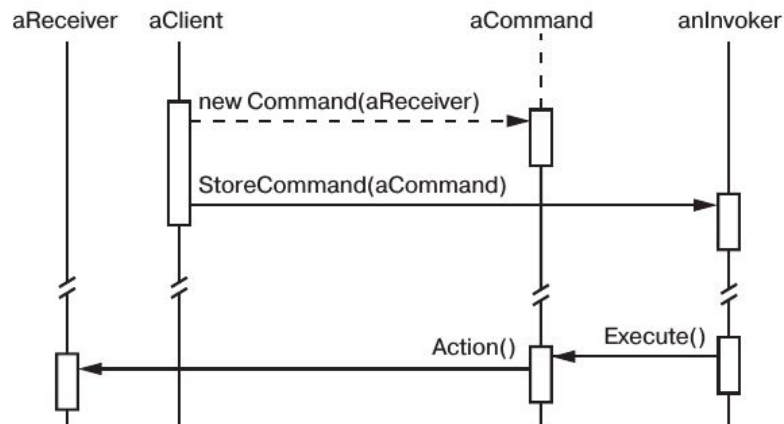 aReceiver aClient aCommand anInvoker
new Command(aReceiver)
StoreCommand(aCommand)
Execute()
Action()